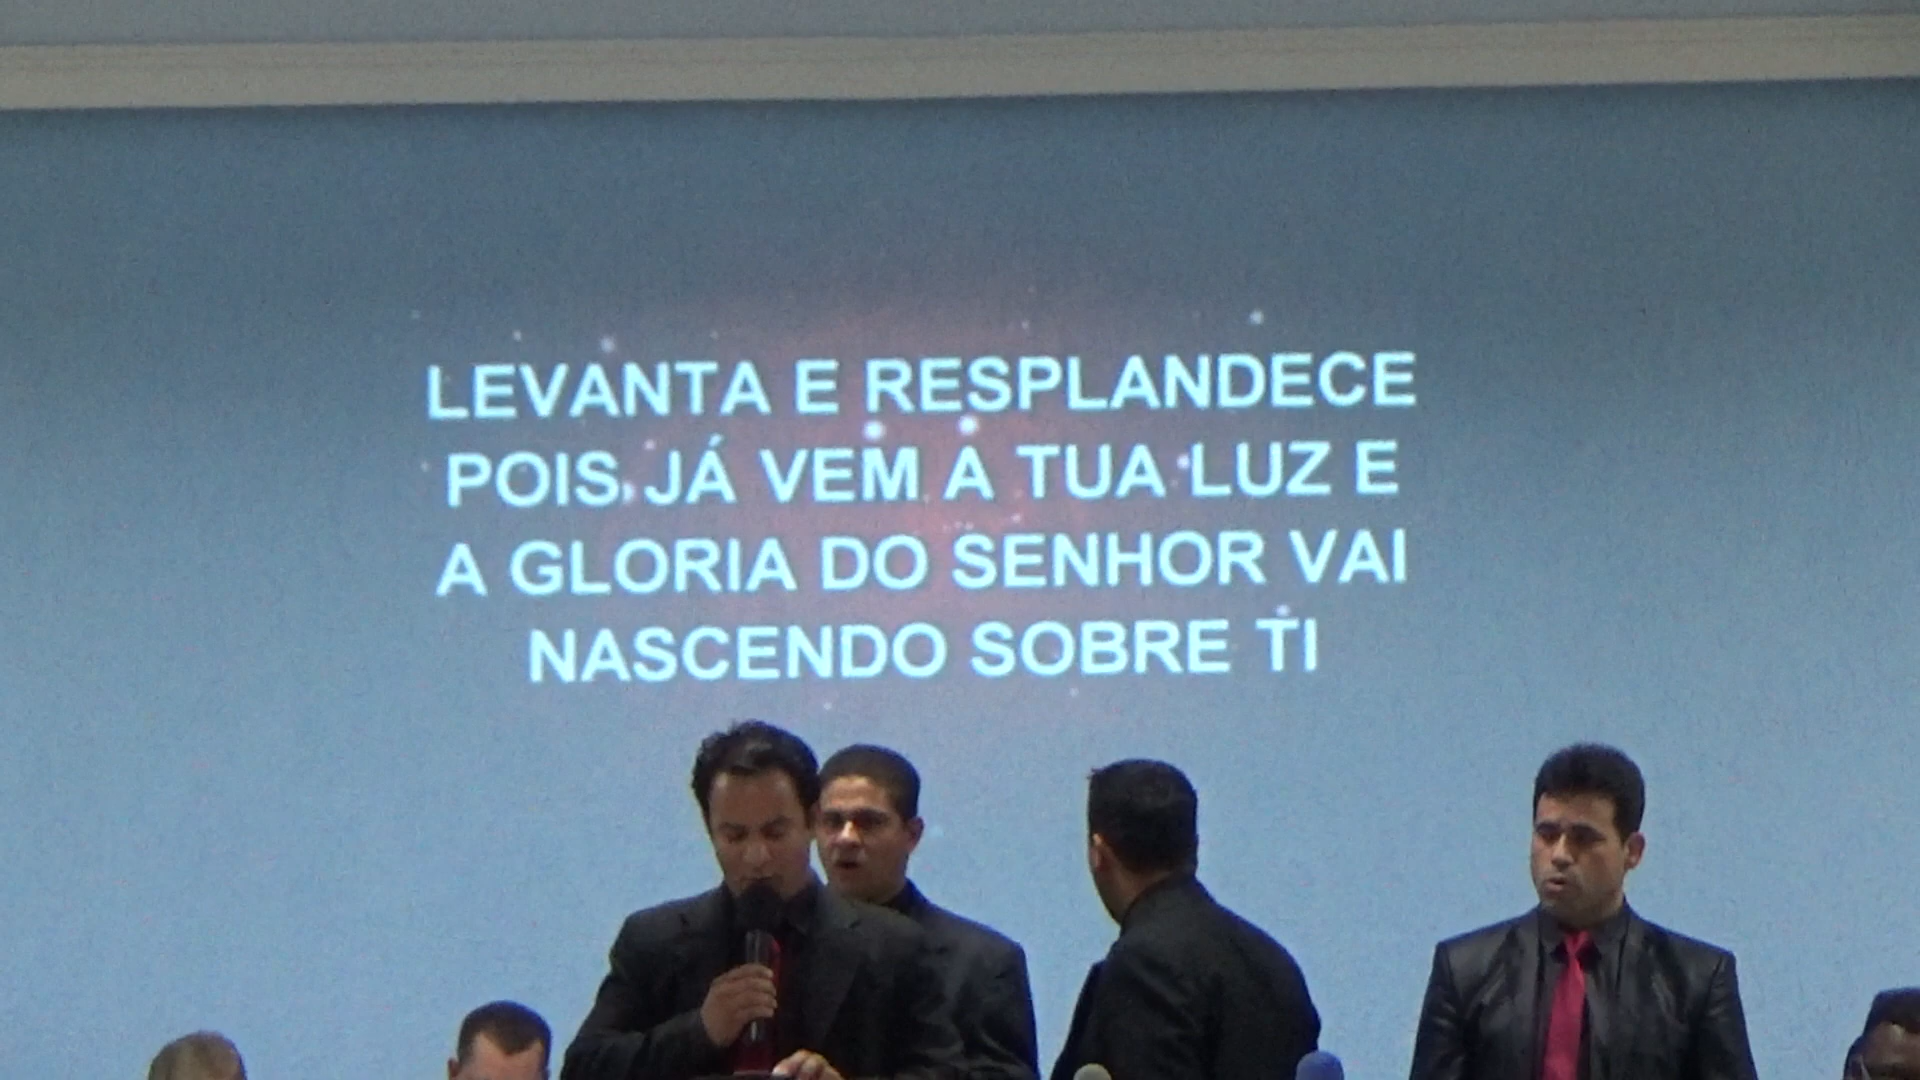 LEVANTA E RESPLANDECE
POIS JÁ VEM A TUA LUZ E
A GLORIA DO SENHOR VAI
NASCENDO SOBRE TI